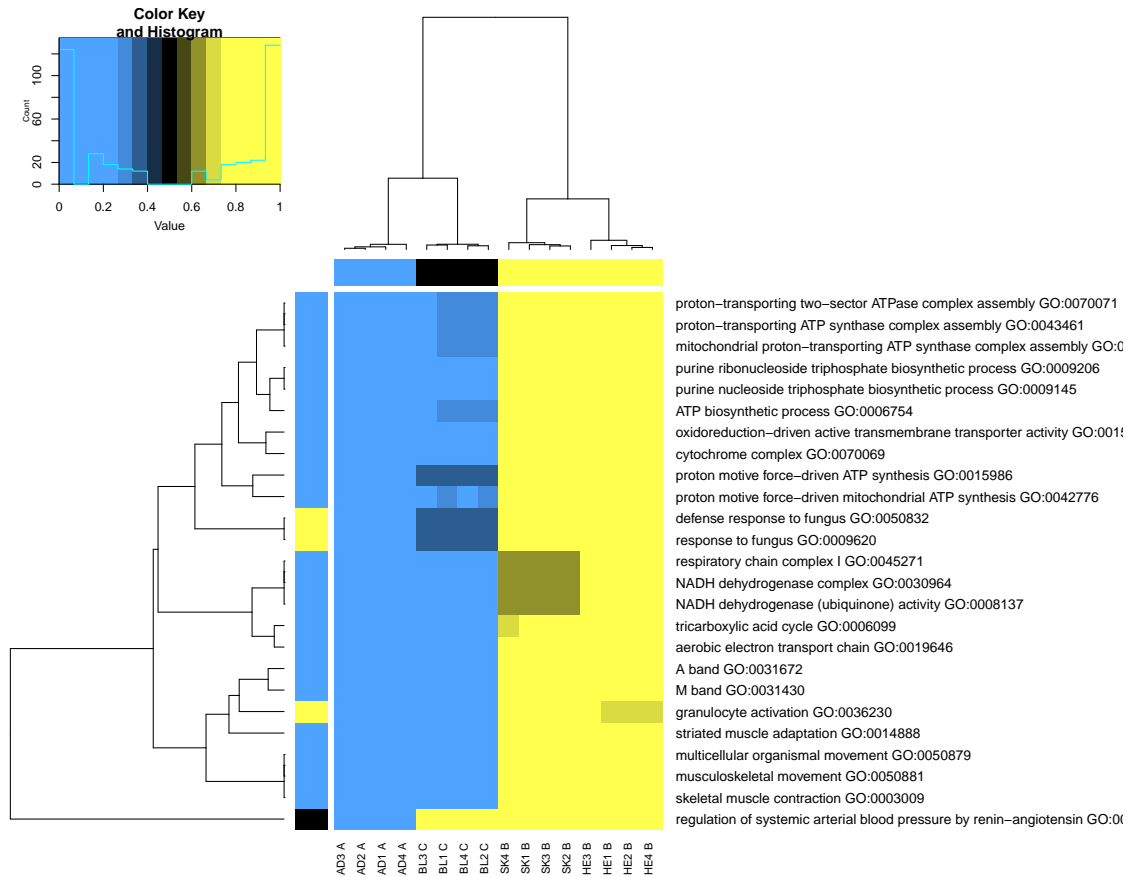 Color Key
and Histogram
Count
0
20
60
100
0
0.2
0.4
0.6
0.8
1
Value
proton−transporting two−sector ATPase complex assembly GO:0070071
proton−transporting ATP synthase complex assembly GO:0043461
mitochondrial proton−transporting ATP synthase complex assembly GO:0
purine ribonucleoside triphosphate biosynthetic process GO:0009206
purine nucleoside triphosphate biosynthetic process GO:0009145
ATP biosynthetic process GO:0006754
oxidoreduction−driven active transmembrane transporter activity GO:0015
cytochrome complex GO:0070069
proton motive force−driven ATP synthesis GO:0015986
proton motive force−driven mitochondrial ATP synthesis GO:0042776
defense response to fungus GO:0050832
response to fungus GO:0009620
respiratory chain complex I GO:0045271
NADH dehydrogenase complex GO:0030964
NADH dehydrogenase (ubiquinone) activity GO:0008137
tricarboxylic acid cycle GO:0006099
aerobic electron transport chain GO:0019646
A band GO:0031672
M band GO:0031430
granulocyte activation GO:0036230
striated muscle adaptation GO:0014888
multicellular organismal movement GO:0050879
musculoskeletal movement GO:0050881
skeletal muscle contraction GO:0003009
regulation of systemic arterial blood pressure by renin−angiotensin GO:00
AD3 A
AD2 A
AD1 A
AD4 A
BL3 C
BL1 C
BL4 C
BL2 C
SK4 B
SK1 B
SK3 B
SK2 B
HE3 B
HE1 B
HE2 B
HE4 B